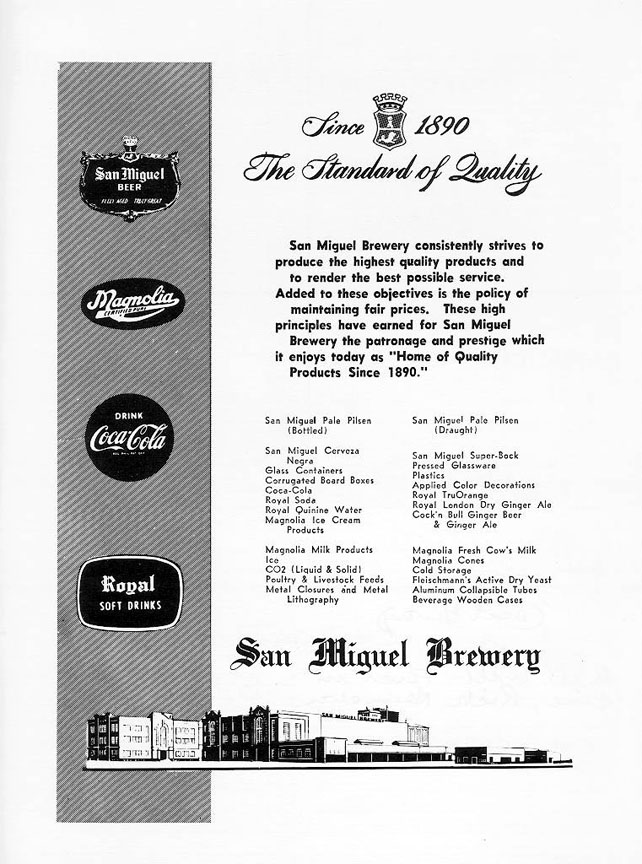 Since 1890
The Standard of Quality
San Miguel
BEER
FULLY AGED TRULY GREAT
Magnolia
CERTIFIED PURE
DRINK
Coca-Cola
Royal
SOFT DRINKS
San Miguel Brewery consistently strives to
produce the highest quality products and
to render the best possible service.
Added to these objectives is the policy of
maintaining fair prices. These high
principles have earned for San Miguel
Brewery the patronage and prestige which
it enjoys today as "Home of Quality
Products Since 1890."
San Miguel Pale Pilsen
(Bottled)
San Miguel Cerveza
Negra
Glass Containers
Corrugated Board Boxes
Coca-Cola
Royal Soda
Royal Quinine Water
Magnolia Ice Cream
Products
Magnolia Milk Products
Ice
CO2 (Liquid & Solid)
Poultry & Livestock Feeds
Metal Closures and Metal
Lithography
San Miguel Pale Pilsen
(Draught)
San Miguel Super-Bock
Pressed Glassware
Plastics
Applied Color Decorations
Royal TruOrange
Royal London Dry Ginger Ale
Cock'n Bull Ginger Beer
& Ginger Ale
Magnolia Fresh Cow's Milk
Magnolia Cones
Cold Storage
Fleischmann's Active Dry Yeast
Aluminum Collapsible Tubes
Beverage Wooden Cases
San Miguel Brewery
SAN MIGUEL BREWERY